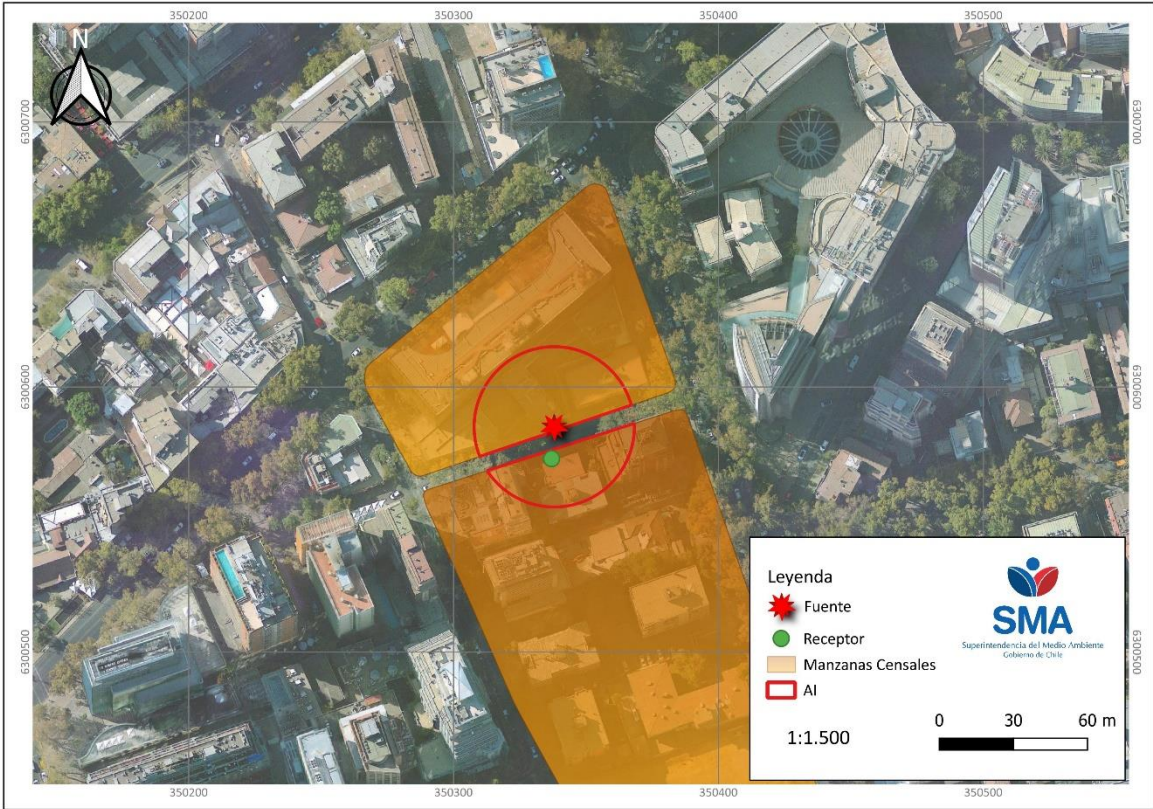 350200 350300 350400 350500
N
6300700 6300700
6300600 6300600
6300500 6300500
Leyenda
Fuente
Receptor
Manzanas Censales
AI
SMA
Superintendencia del Medio Ambiente
Gobierno de Chile
1:1.500
0 30 60 m
350200 350300 350400 350500